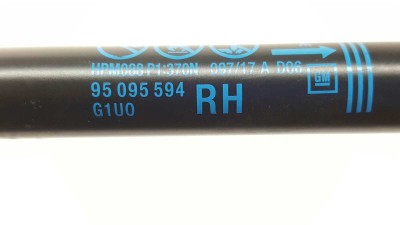 HPM088 P1:370N 097/17 A D06
95 095 594 RH GM
G1U0